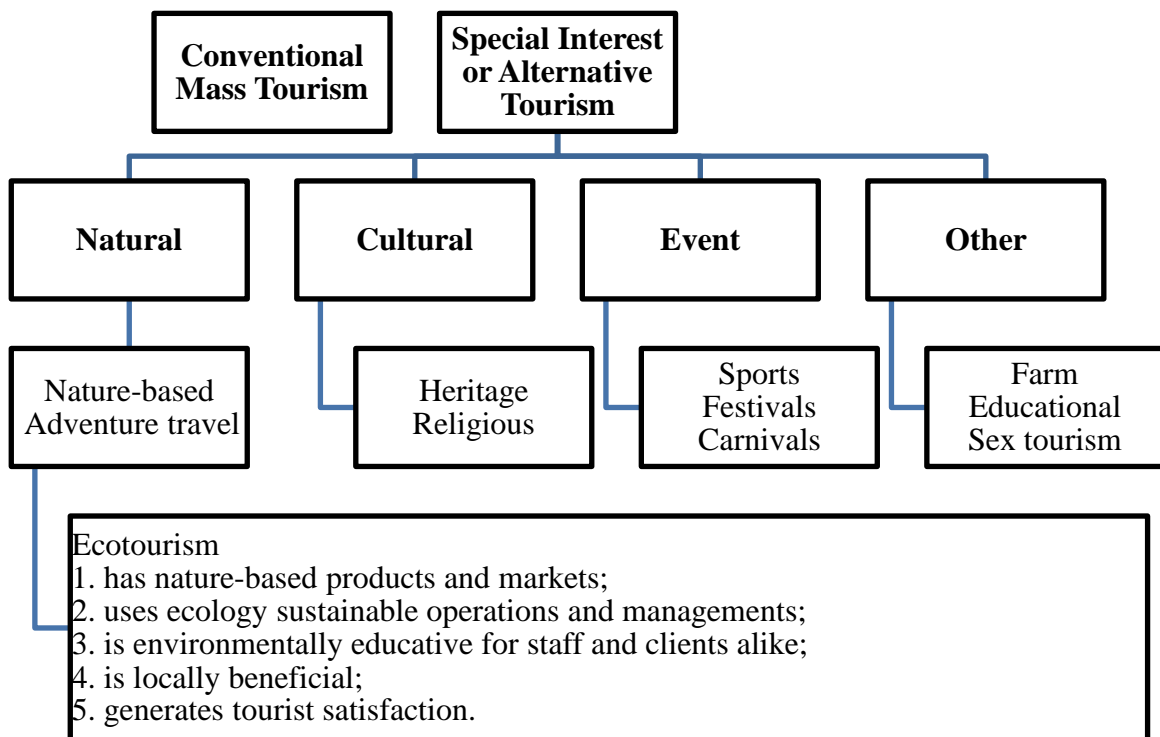 Conventional
Mass Tourism
Special Interest
or Alternative
Tourism
Natural
Cultural
Event
Other
Nature-based
Adventure travel
Heritage
Religious
Sports
Festivals
Carnivals
Farm
Educational
Sex tourism
Ecotourism
1. has nature-based products and markets;
2. uses ecology sustainable operations and managements;
3. is environmentally educative for staff and clients alike;
4. is locally beneficial;
5. generates tourist satisfaction.